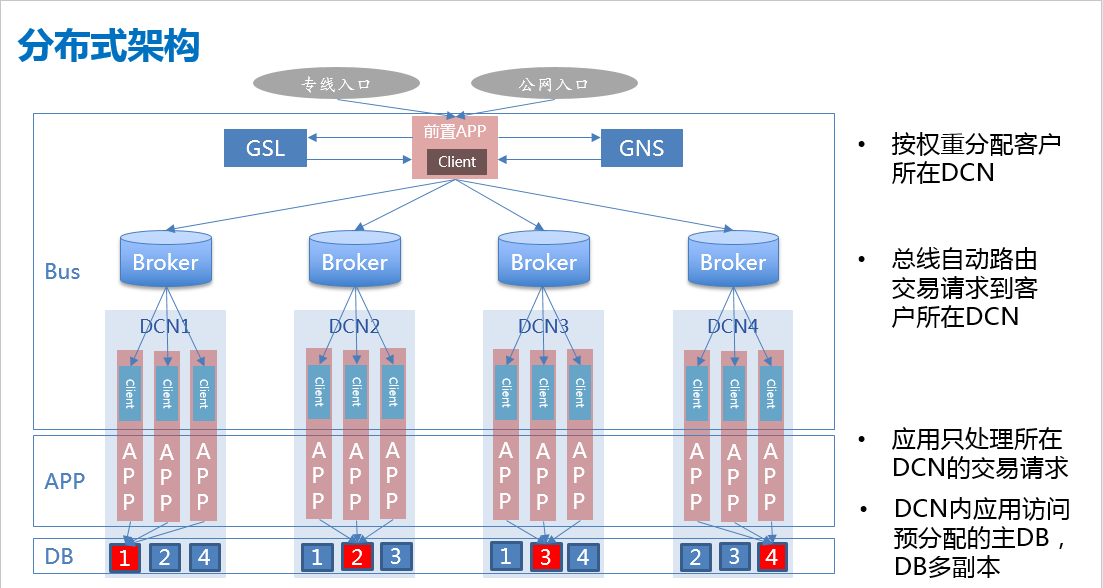 分布式架构
专线入口
公网入口
前置APP
Client
GSL
GNS
Bus
Broker
Broker
Broker
Broker
DCN1
DCN2
DCN3
DCN4
Client
Client
Client
Client
Client
Client
Client
Client
Client
Client
Client
Client
APP
APP
APP
APP
APP
APP
APP
APP
APP
APP
APP
APP
APP
DB
1
2
4
1
2
3
1
3
4
2
3
4
• 按权重分配客户
所在DCN
• 总线自动路由
交易请求到客
户所在DCN
• 应用只处理所在
DCN的交易请求
• DCN内应用访问
预分配的主DB，
DB多副本